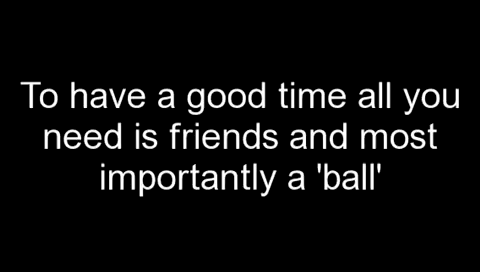 To have a good time all you
need is friends and most
importantly a 'ball'